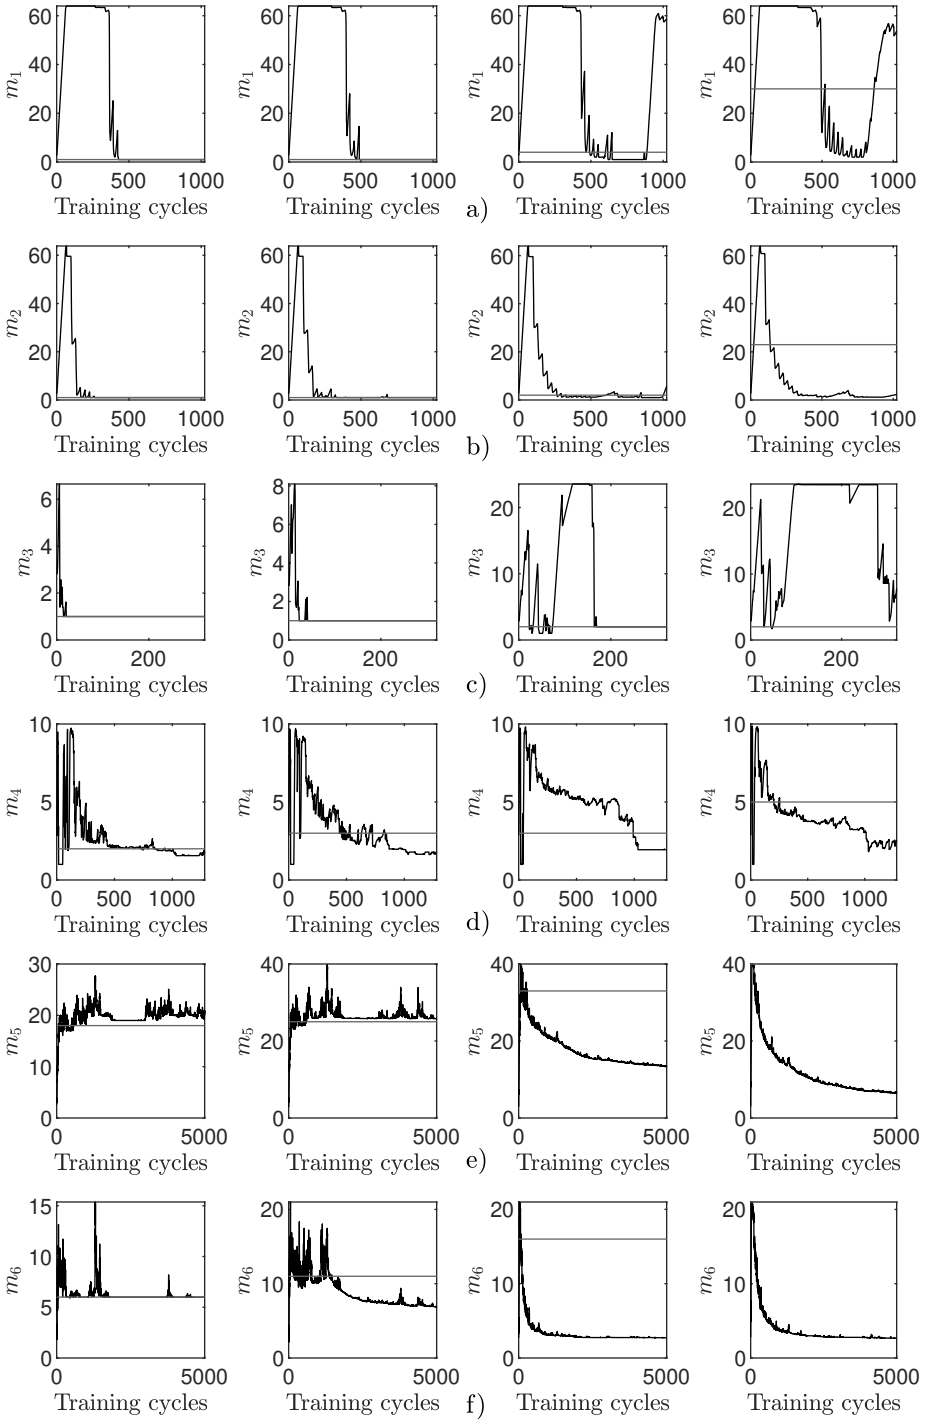 60 60 60 60
40 40 40 40
m₁ m₁ m₁ m₁
20 20 20 20
0 0 0 0
0 500 1000 0 500 1000 0 500 1000 0 500 1000
Training cycles Training cycles Training cycles Training cycles
a)
60 60 60 60
40 40 40 40
m₂ m₂ m₂ m₂
20 20 20 20
0 0 0 0
0 500 1000 0 500 1000 0 500 1000 0 500 1000
Training cycles Training cycles Training cycles Training cycles
b)
6 8 20 20
4 6
m₃ m₃ m₃ m₃
4 10 10
2 2
0 0 0 0
0 200 0 200 0 200 0 200
Training cycles Training cycles Training cycles Training cycles
c)
10 10 10 10
m₄ m₄ m₄ m₄
5 5 5 5
0 0 0 0
0 500 1000 0 500 1000 0 500 1000 0 500 1000
Training cycles Training cycles Training cycles Training cycles
d)
30 40 40 40
20 20 20 20
m₅ m₅ m₅ m₅
10
0 0 0 0
0 5000 0 5000 0 5000 0 5000
Training cycles Training cycles Training cycles Training cycles
e)
15 20 20 20
10
m₆ m₆ m₆ m₆
5 10 10 10
0 0 0 0
0 5000 0 5000 0 5000 0 5000
Training cycles Training cycles Training cycles Training cycles
f)